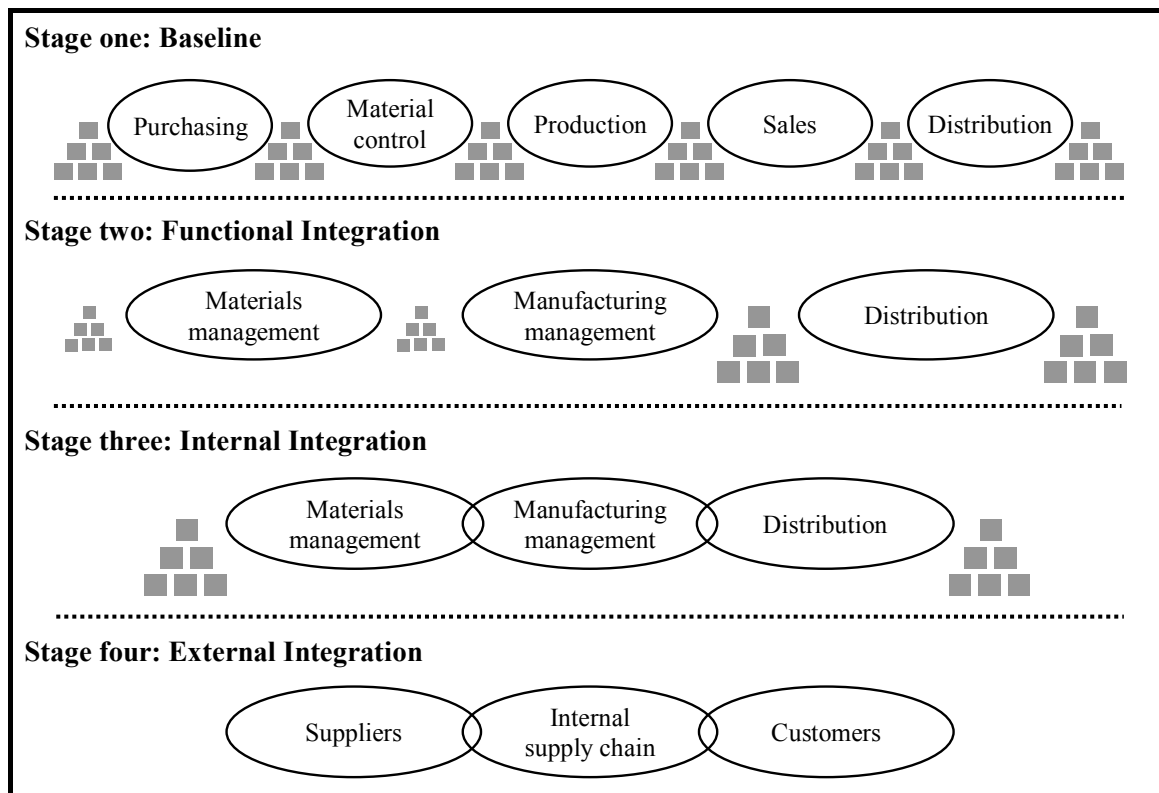 Stage one: Baseline
Purchasing
Material
control
Production
Sales
Distribution
Stage two: Functional Integration
Materials
management
Manufacturing
management
Distribution
Stage three: Internal Integration
Materials
management
Manufacturing
management
Distribution
Stage four: External Integration
Suppliers
Internal
supply chain
Customers